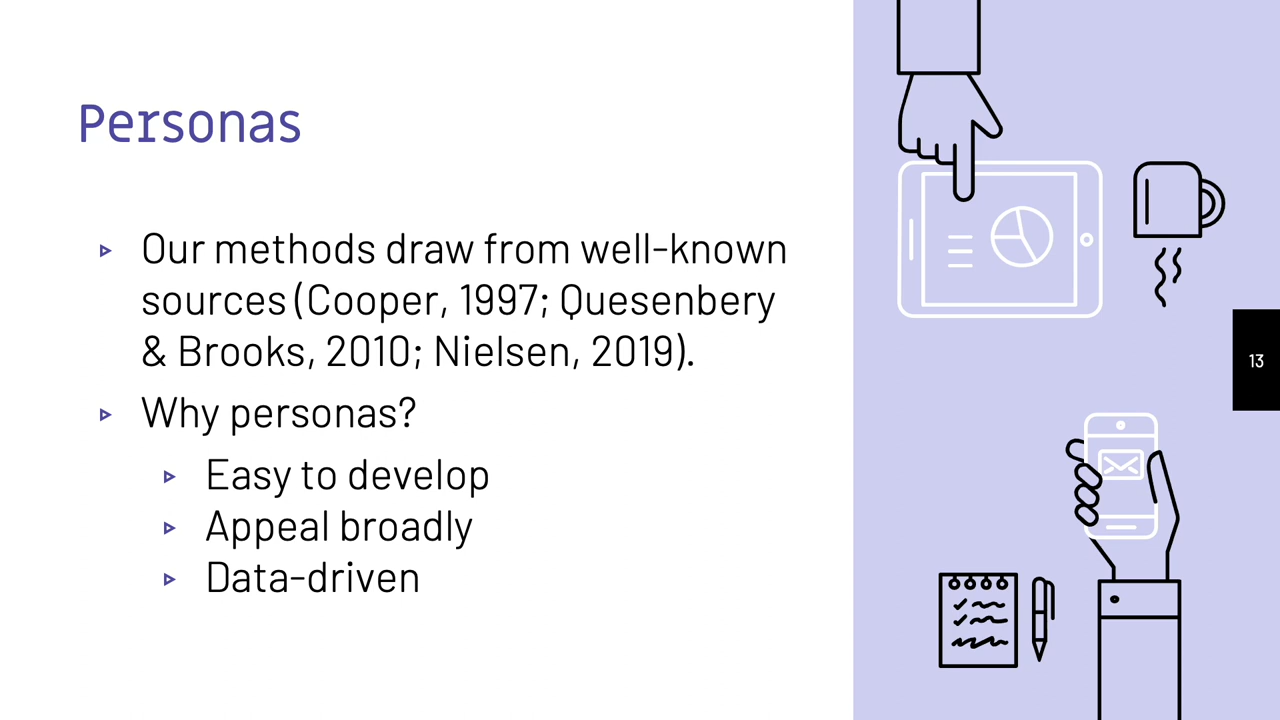 Personas
Our methods draw from well-known
sources (Cooper, 1997; Quesenbery
& Brooks, 2010; Nielsen, 2019).
Why personas?
Easy to develop
Appeal broadly
Data-driven
13